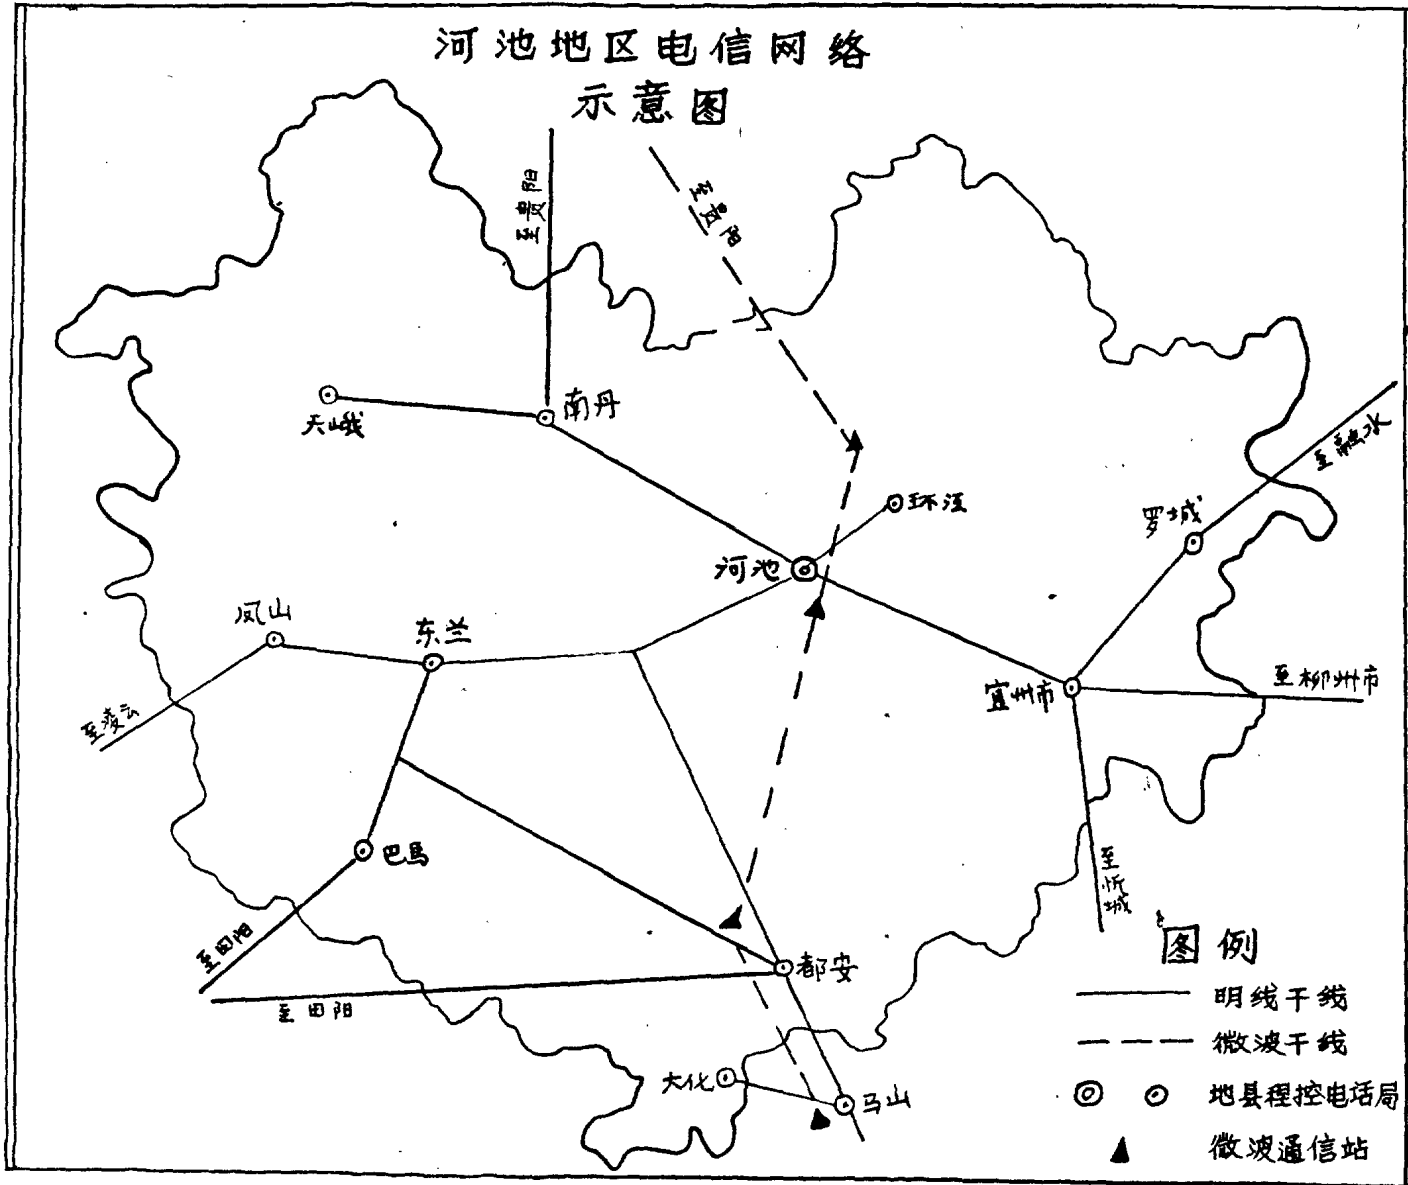 河池地区电信网络
示意图
至贵阳
至贵阳
南丹
天峨
至融水
罗城
环江
河池
凤山
东兰
至凌云
宜州市
至柳州市
巴馬
至忻城
至田阳
都安
至田阳
大化
马山
图例
明线干线
微波干线
地县程控电话局
微波通信站